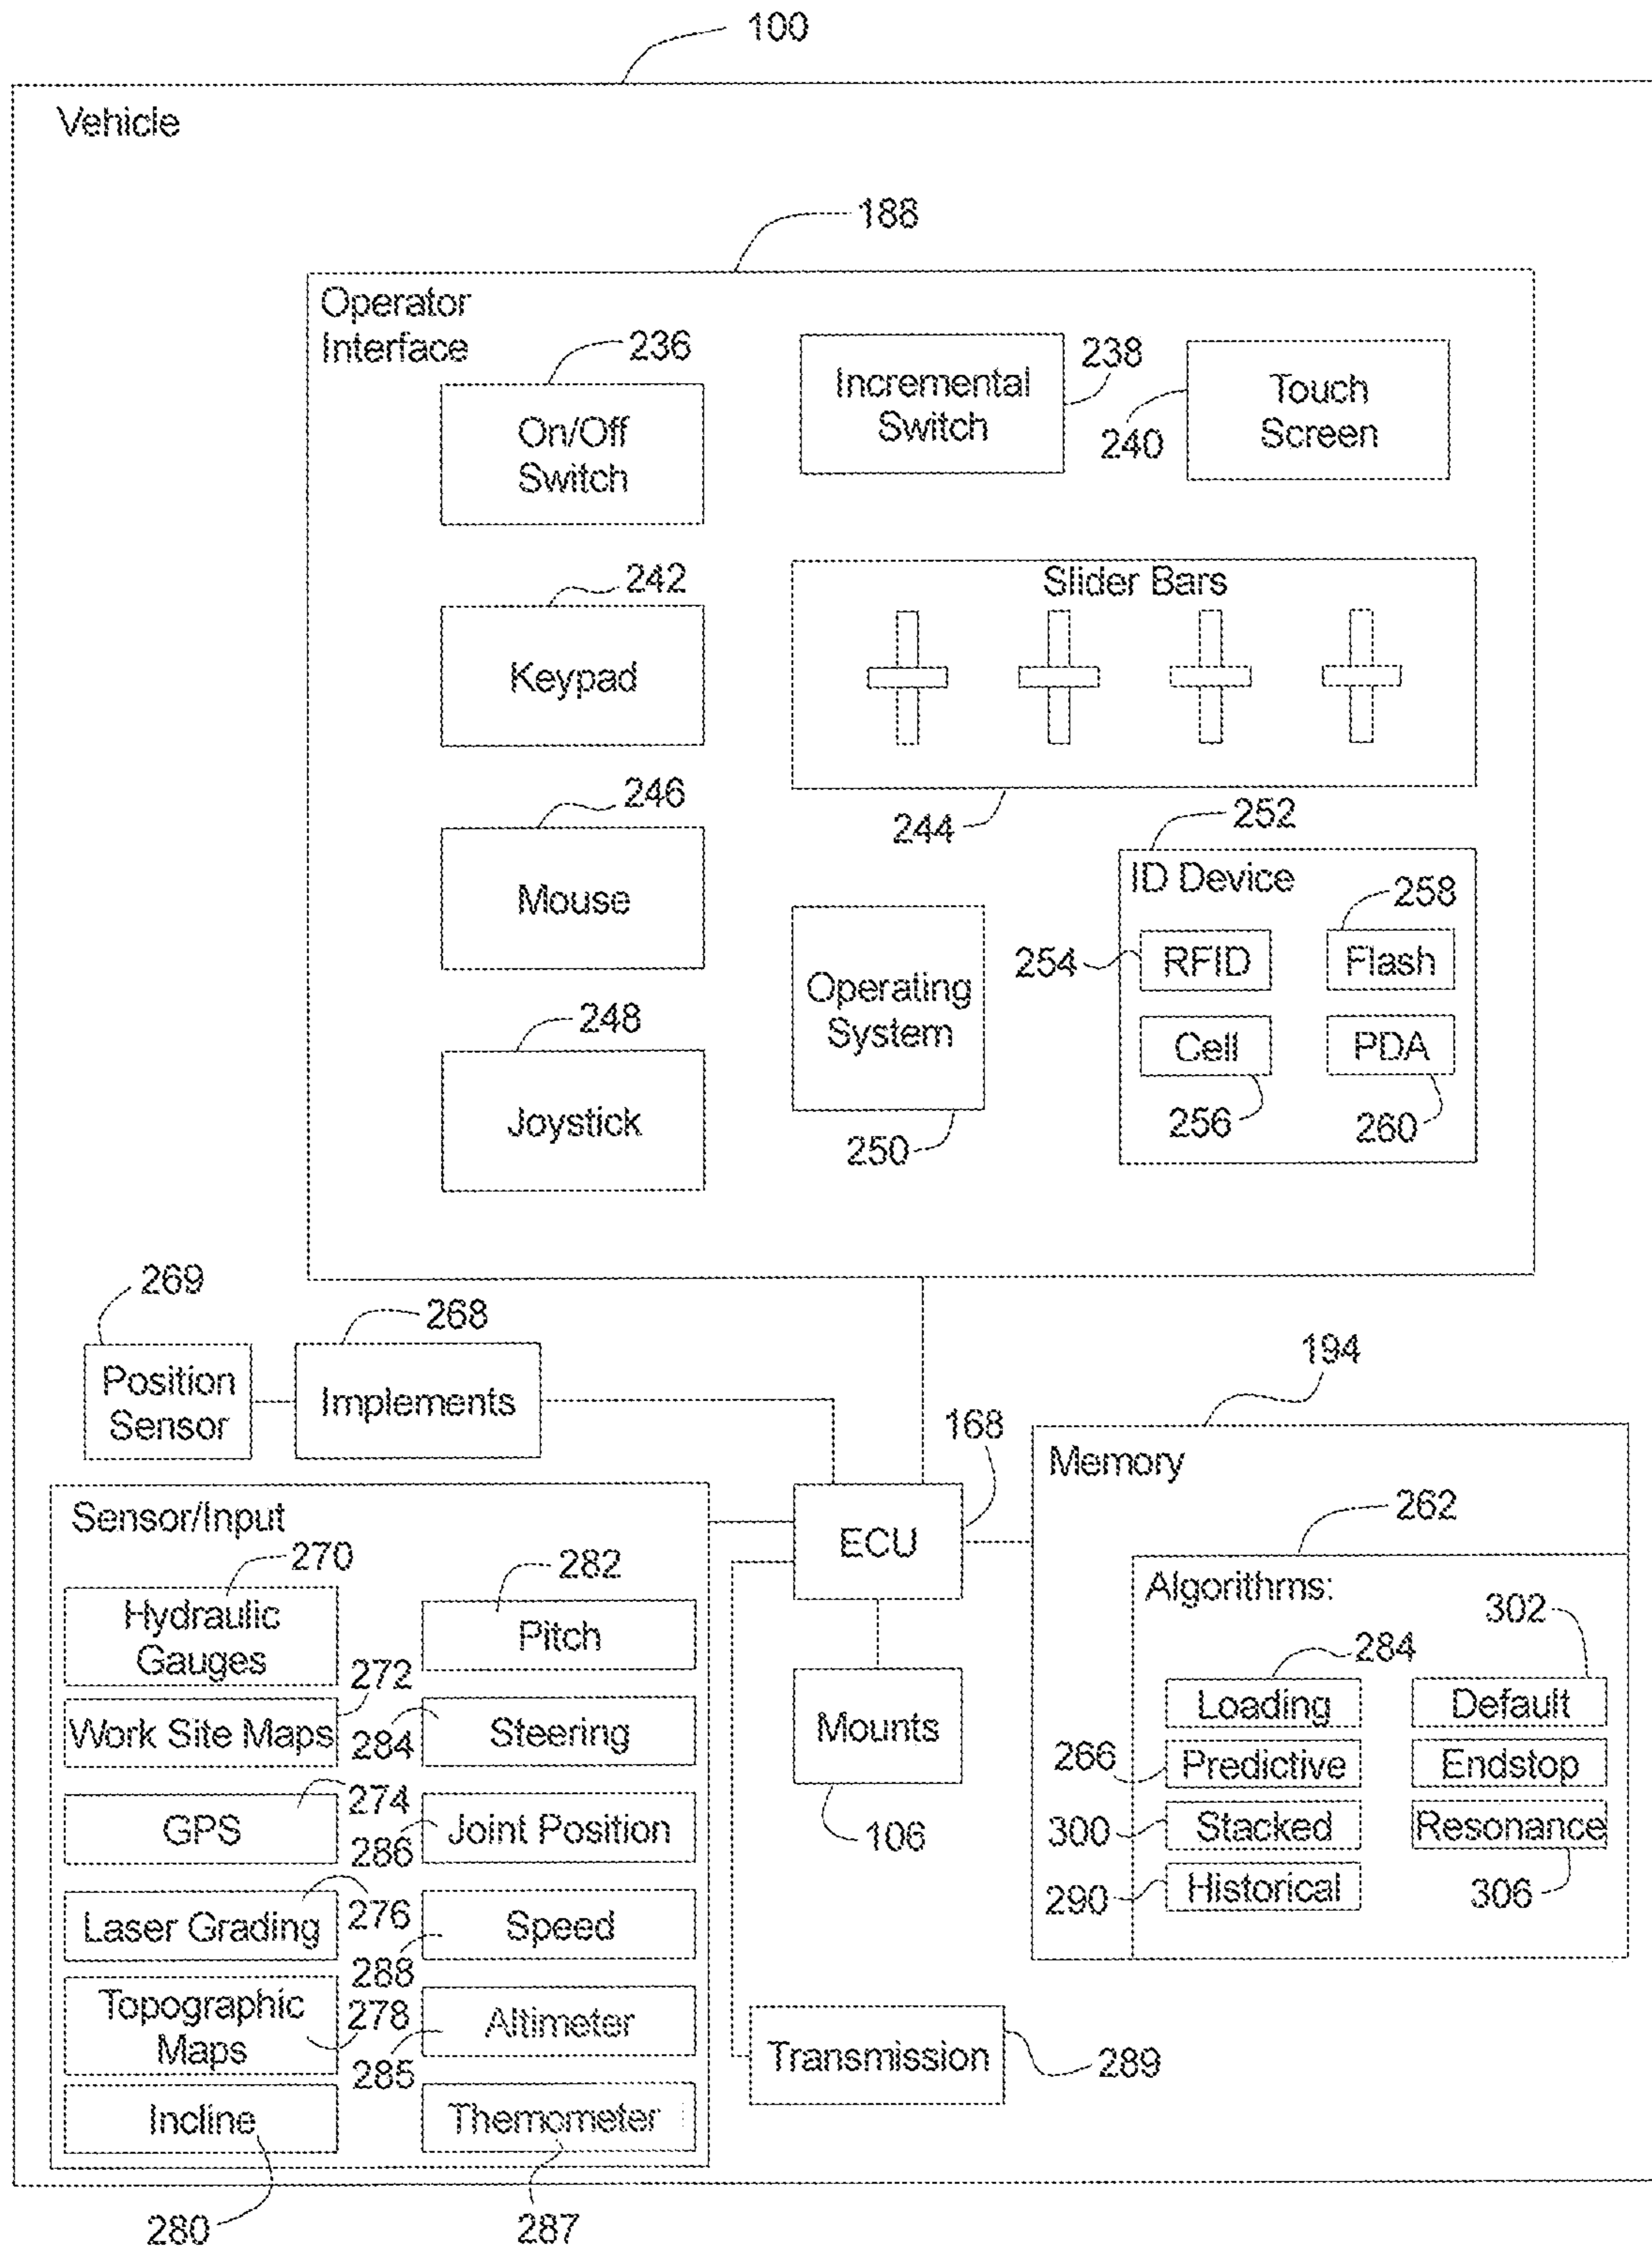 100
Vehicle
188
Operator
Interface
236
On/Off
Switch
Incremental
Switch
238
240
Touch
Screen
242
Keypad
Slider Bars
244
246
Mouse
248
Joystick
Operating
System
250
252
ID Device
254
RFID
258
Flash
Cell
256
PDA
260
269
Position
Sensor
268
Implements
168
ECU
194
Memory
262
Algorithms:
284
Loading
302
Default
266
Predictive
Endstop
300
Stacked
Resonance
306
290
Historical
Mounts
106
Sensor/Input
270
Hydraulic
Gauges
282
Pitch
272
Work Site Maps
284
Steering
274
GPS
286
Joint Position
276
Laser Grading
288
Speed
Topographic
Maps
278
285
Altimeter
Incline
280
Themometer
287
Transmission
289